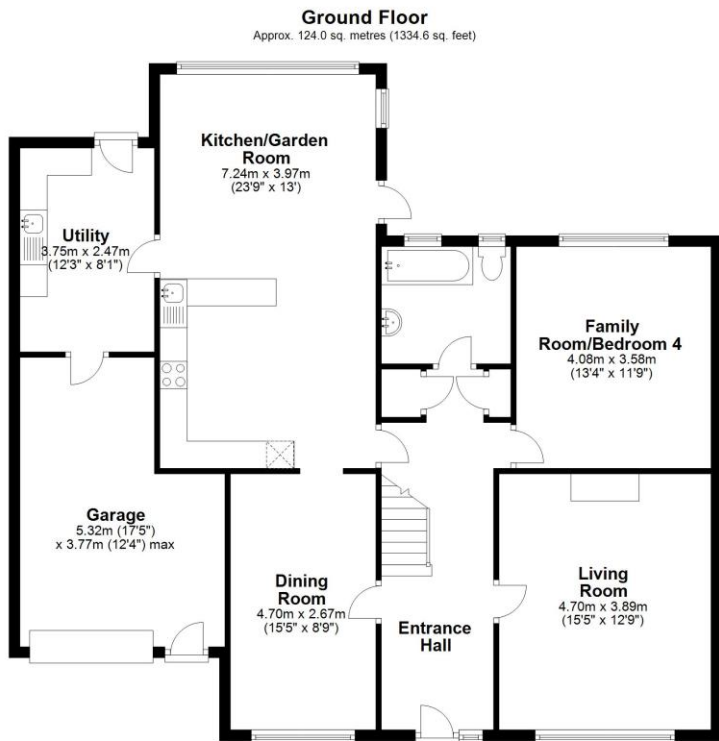 Ground Floor
Approx. 124.0 sq. metres (1334.6 sq. feet)
Kitchen/Garden
Room
7.24m x 3.97m
(23'9" x 13')
Utility
3.75m x 2.47m
(12'3" x 8'1")
Family
Room/Bedroom 4
4.08m x 3.58m
(13'4" x 11'9")
Garage
5.32m (17'5")
x 3.77m (12'4") max
Dining
Room
4.70m x 2.67m
(15'5" x 8'9")
Entrance
Hall
Living
Room
4.70m x 3.89m
(15'5" x 12'9")